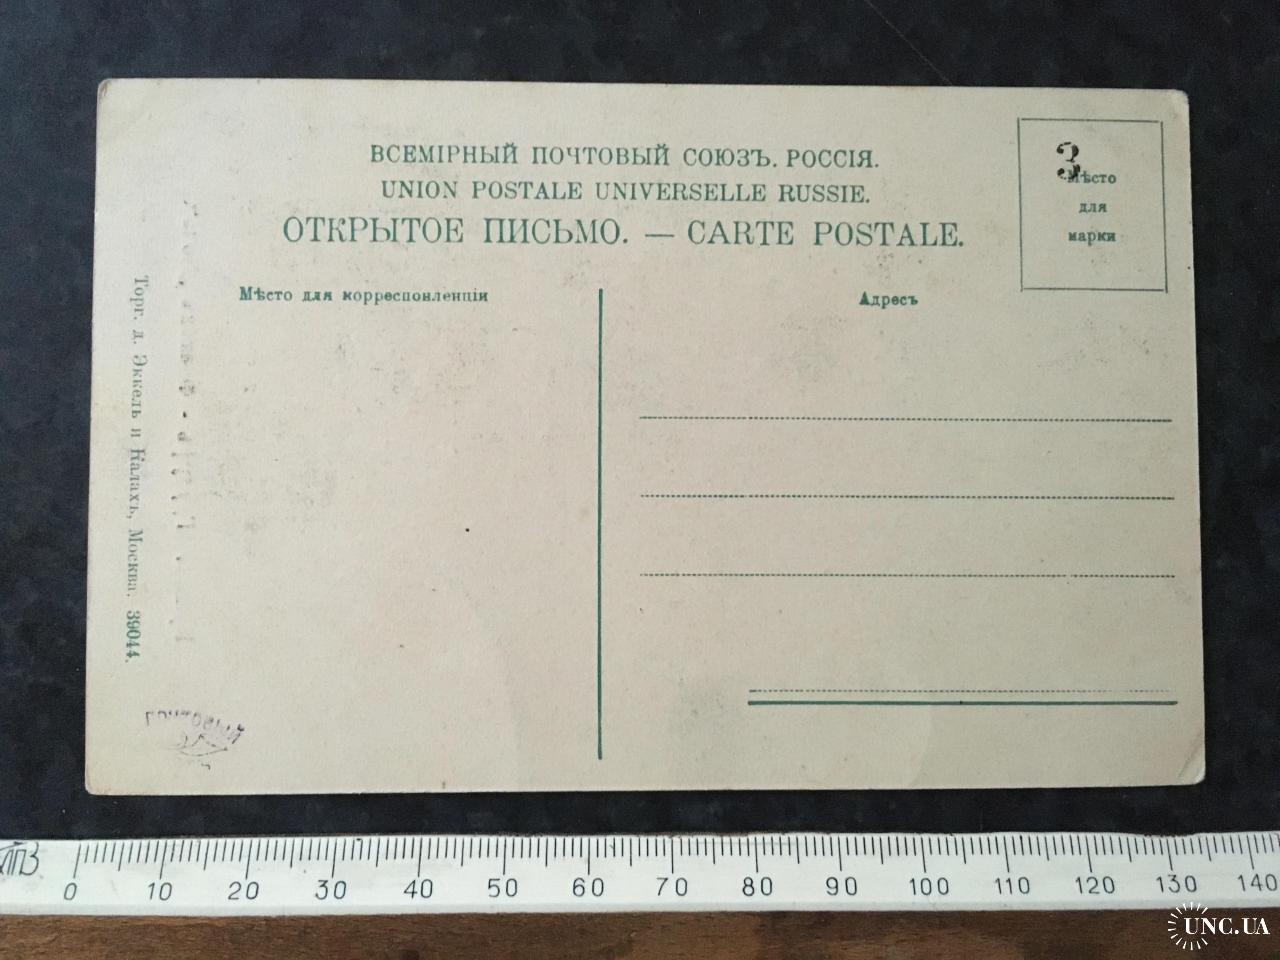 ВСЕМІРНЫЙ ПОЧТОВЫЙ СОЮЗЪ. РОССІЯ.
UNION POSTALE UNIVERSELLE RUSSIE.
ОТКРЫТОЕ ПИСЬМО. — CARTE POSTALE.
3
Мѣсто
для
марки
Мѣсто для корреспонленціи
Адресъ
Торг. д. Эккель и Калахъ, Москва. 39044.
0 10 20 30 40 50 60 70 80 90 100 110 120 130 140
UNC.UA